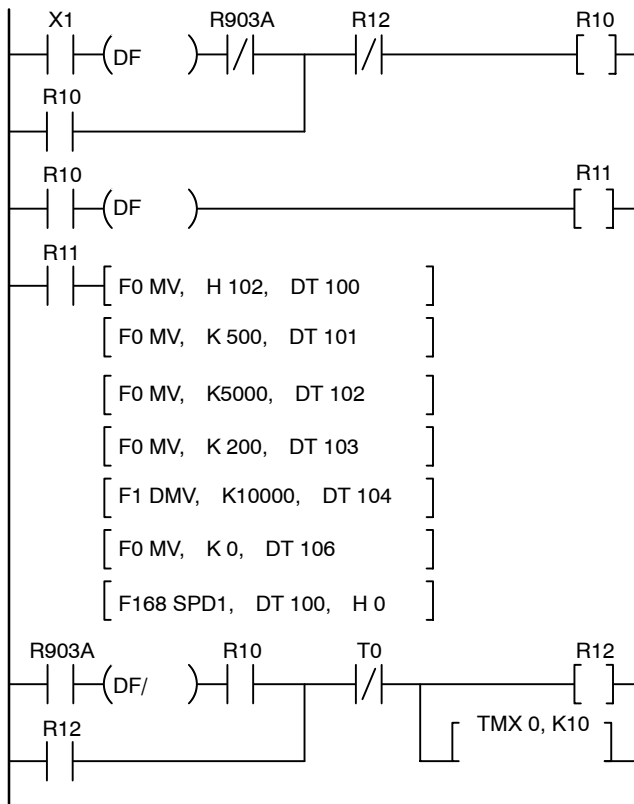 X1 R903A R12 R10
DF
R10
R10 R11
DF
R11
F0 MV, H 102, DT 100
F0 MV, K 500, DT 101
F0 MV, K5000, DT 102
F0 MV, K 200, DT 103
F1 DMV, K10000, DT 104
F0 MV, K 0, DT 106
F168 SPD1, DT 100, H 0
R903A R10 T0 R12
DF/
R12 TMX 0, K10